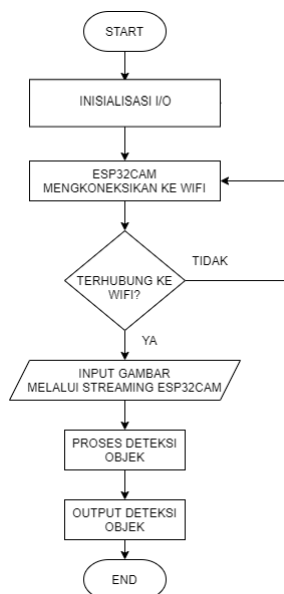 START
INISIALISASI I/O
ESP32CAM
MENGKONEKSIKAN KE WIFI
TERHUBUNG KE
WIFI?
TIDAK
YA
INPUT GAMBAR
MELALUI STREAMING ESP32CAM
PROSES DETEKSI
OBJEK
OUTPUT DETEKSI
OBJEK
END